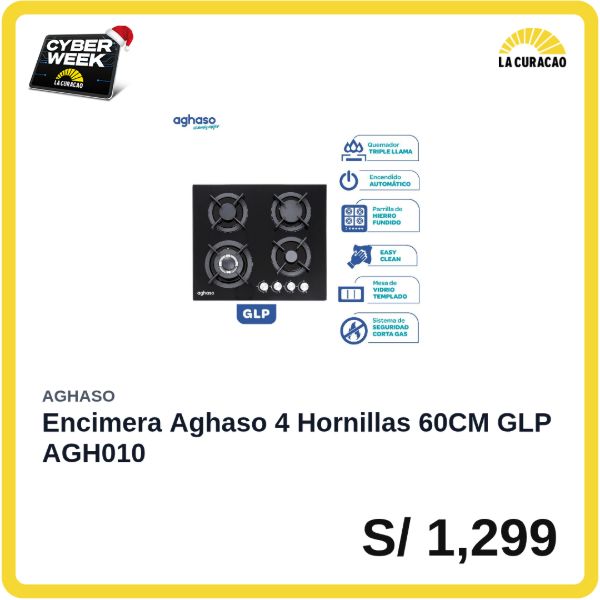 CYBER
WEEK
LA CURACAO
LA CURACAO
aghaso
Quemador
TRIPLE LLAMA
Encendido
AUTOMÁTICO
Parrilla de
HIERRO
FUNDIDO
EASY
CLEAN
Mesa de
VIDRIO
TEMPLADO
Sistema de
SEGURIDAD
CORTA GAS
aghaso
GLP
AGHASO
Encimera Aghaso 4 Hornillas 60CM GLP
AGH010
S/ 1,299